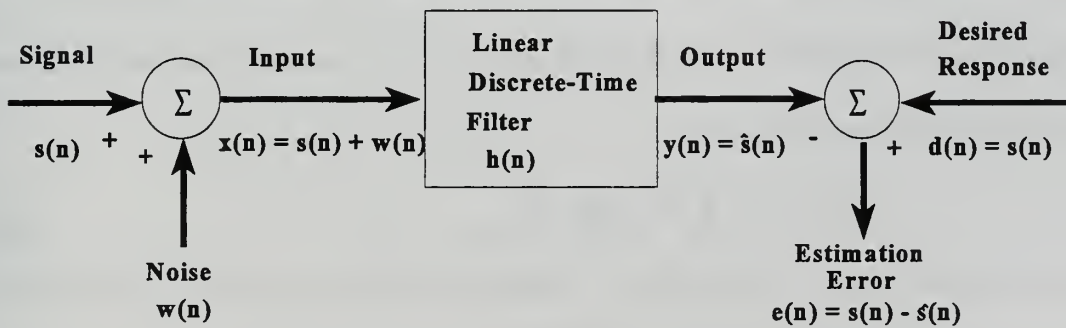 Signal
s(n)
+
+
Σ
Noise
w(n)
Input
x(n) = s(n) + w(n)
Linear
Discrete-Time
Filter
h(n)
Output
y(n) = ŝ(n)
-
Σ
+
Desired
Response
d(n) = s(n)
Estimation
Error
e(n) = s(n) - ŝ(n)